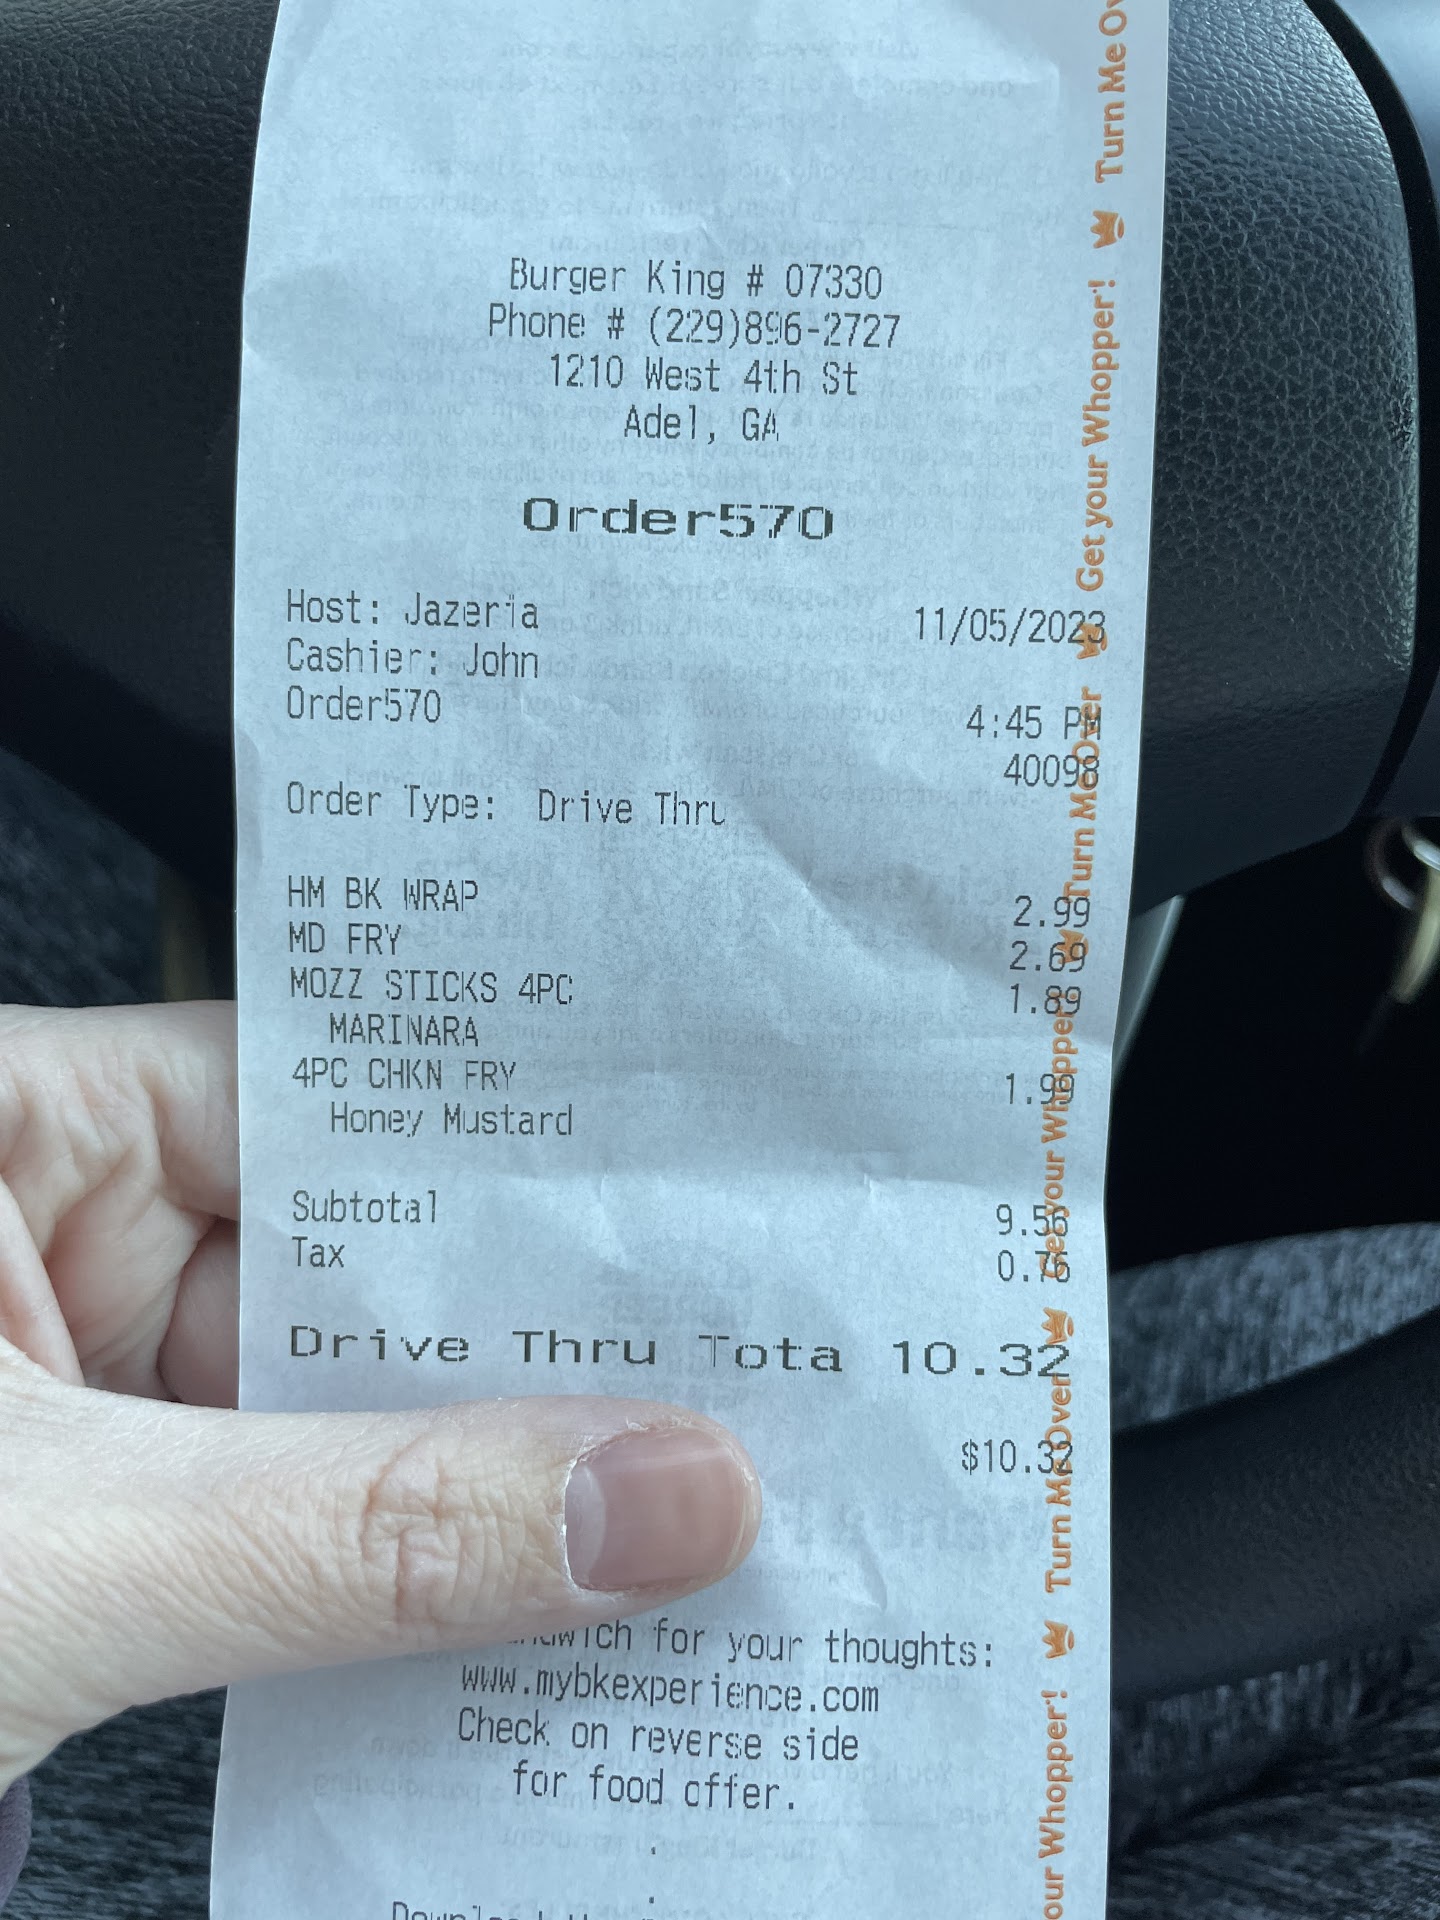 Burger King # 07330
Phone # (229)896-2727
1210 West 4th St
Adel, GA
Order570
Host: Jazeria 11/05/2023
Cashier: John
Order570 4:45 PM
40098
Order Type: Drive Thru
HM BK WRAP 2.99
MD FRY 2.69
MOZZ STICKS 4PC 1.89
MARINARA
4PC CHKN FRY 1.99
Honey Mustard
Subtotal 9.56
Tax 0.76
Drive Thru Tota 10.32
$10.32
for your thoughts:
www.mybkexperience.com
Check on reverse side
for food offer.
.
.
Turn Me Ov
Get your Whopper!
Turn Me Over
Get your Whopper!
Turn Me Over
our Whopper!